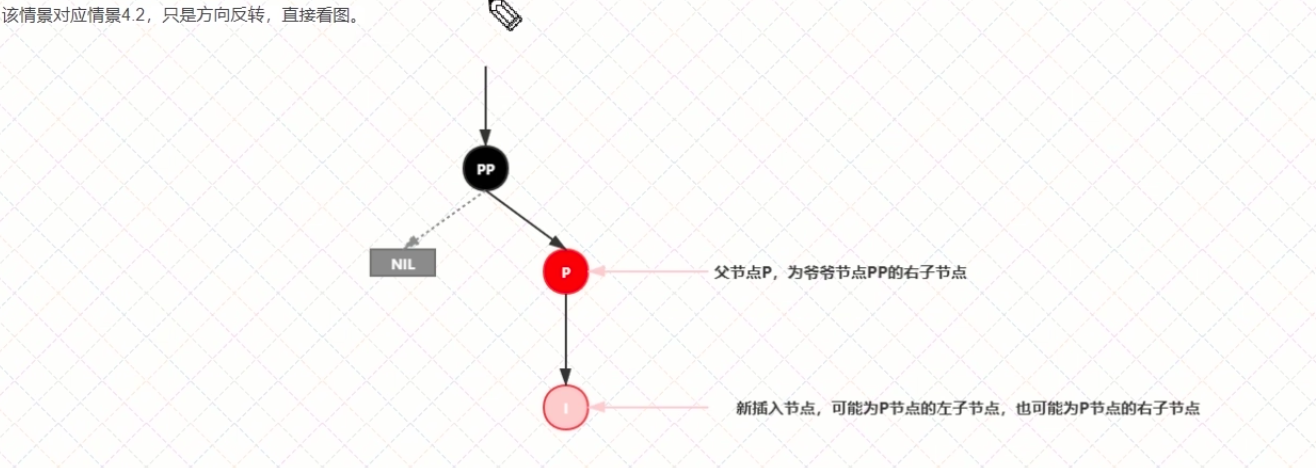 该情景对应情景4.2，只是方向反转，直接看图。
PP
NIL
P
父节点P，为爷爷节点PP的右子节点
I
新插入节点，可能为P节点的左子节点，也可能为P节点的右子节点